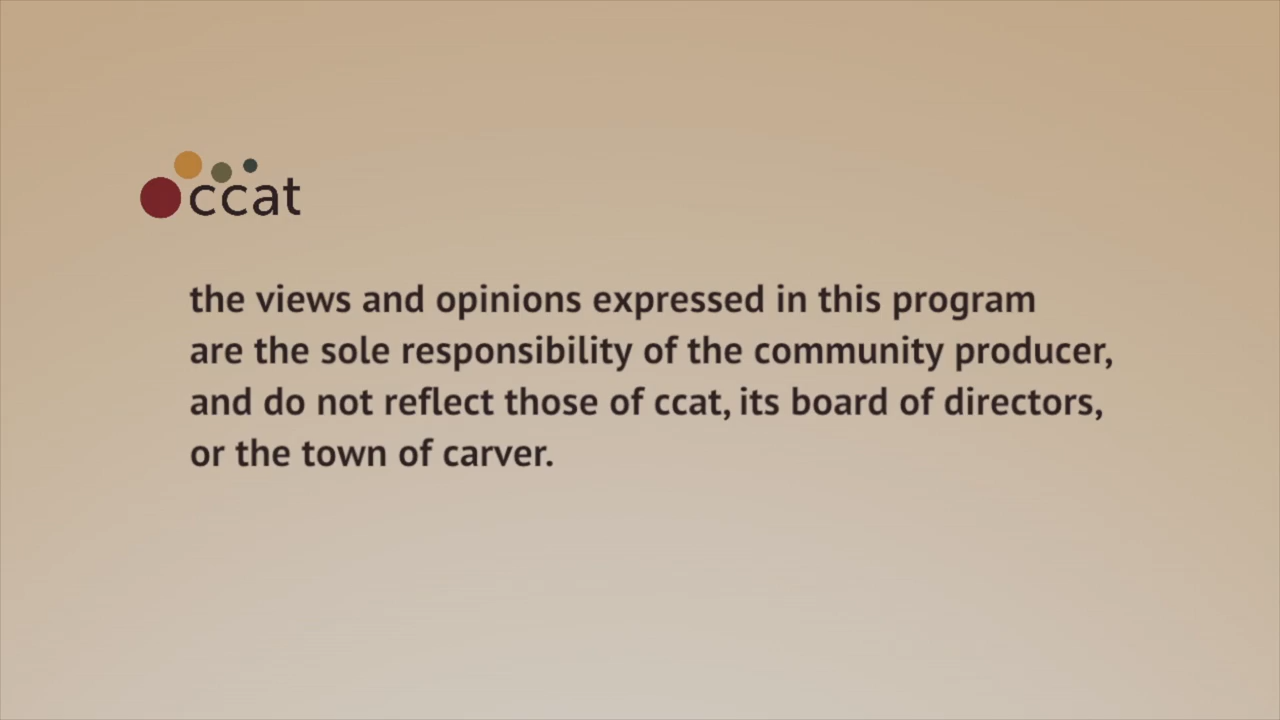 ccat
the views and opinions expressed in this program
are the sole responsibility of the community producer,
and do not reflect those of ccat, its board of directors,
or the town of carver.